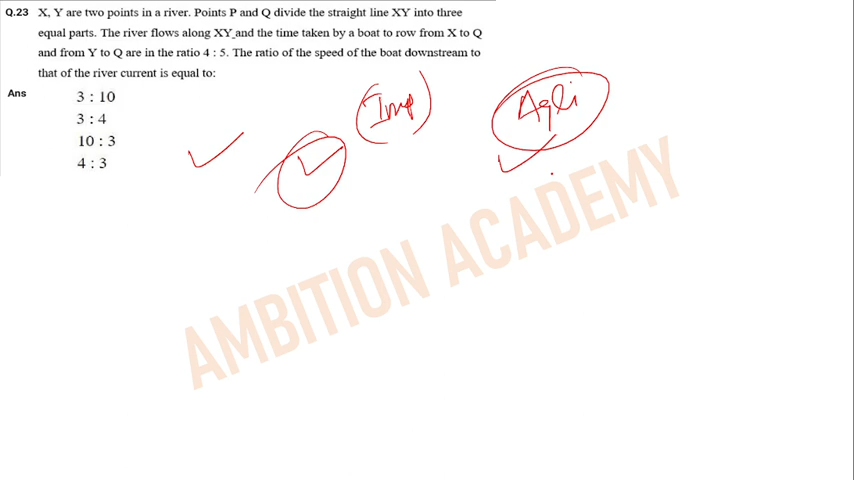 Q.23 X, Y are two points in a river. Points P and Q divide the straight line XY into three
equal parts. The river flows along XY and the time taken by a boat to row from X to Q
and from Y to Q are in the ratio 4 : 5. The ratio of the speed of the boat downstream to
that of the river current is equal to:
Ans
3 : 10
3 : 4
10 : 3
4 : 3
(Imp)
Aqli
AMBITION ACADEMY